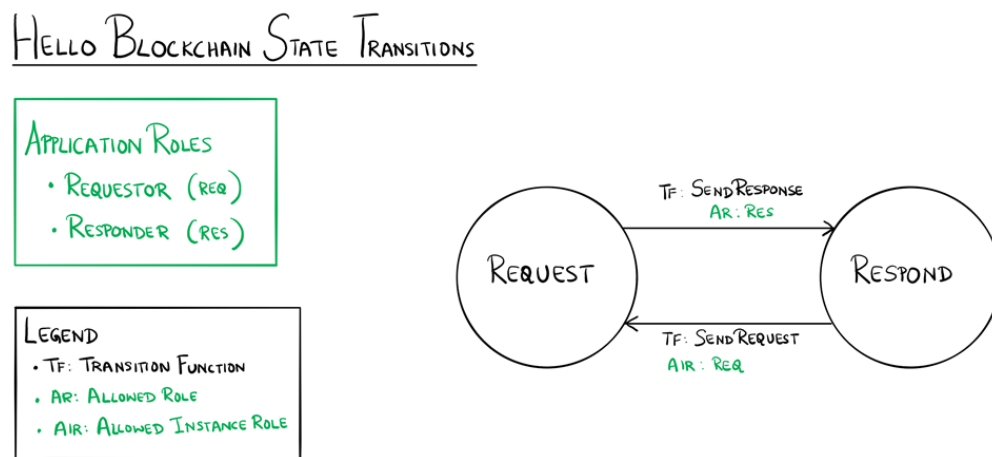 Hello Blockchain State Transitions
Application Roles
• Requestor (req)
• Responder (res)
Legend
• TF: Transition Function
• AR: Allowed Role
• AIR: Allowed Instance Role
Request
TF: SendResponse
AR: Res
TF: SendRequest
AIR: Req
Respond